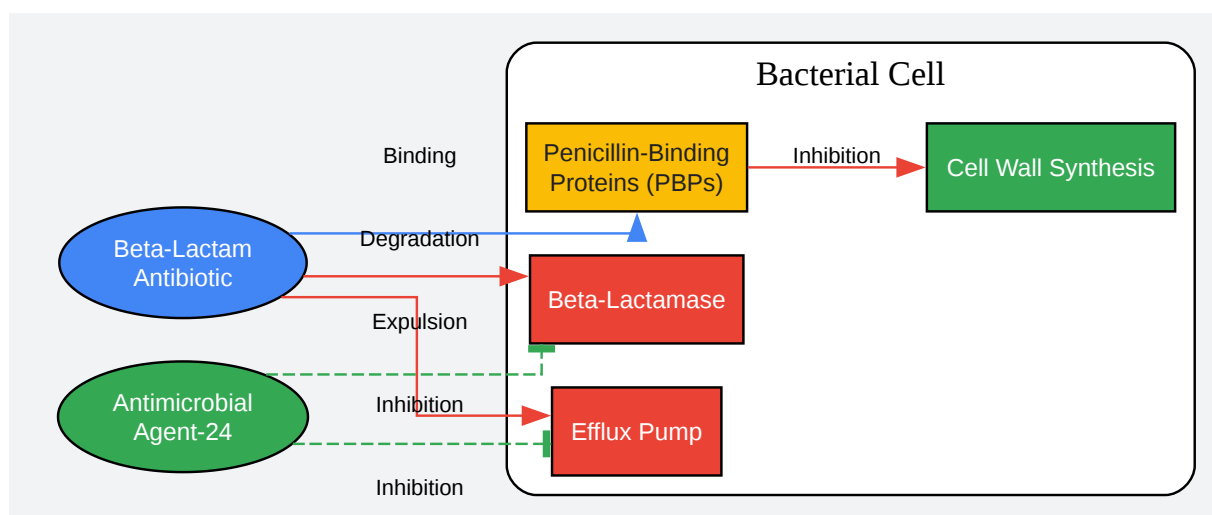 Bacterial Cell
Binding
Penicillin-Binding
Proteins (PBPs)
Inhibition
Cell Wall Synthesis
Beta-Lactam
Antibiotic
Degradation
Beta-Lactamase
Expulsion
Antimicrobial
Agent-24
Inhibition
Efflux Pump
Inhibition